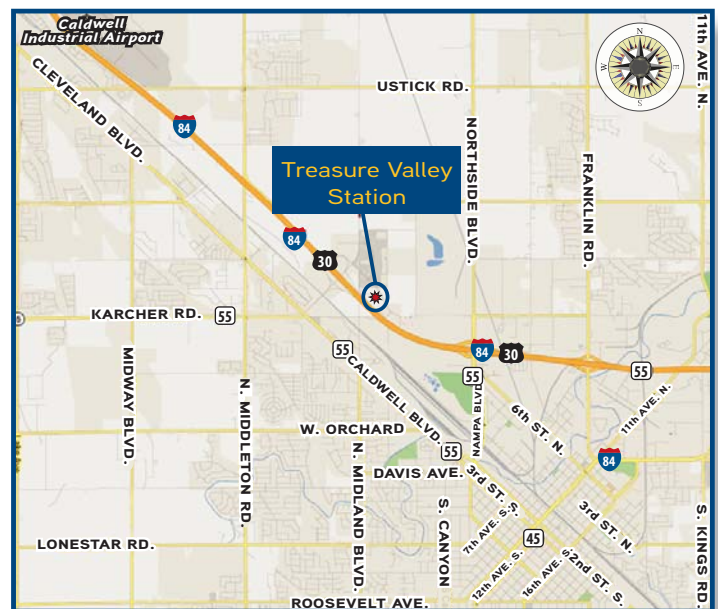 Caldwell
Industrial Airport
11th AVE. N.
N
W
E
S
CLEVELAND BLVD.
USTICK RD.
84
NORTHSIDE BLVD.
FRANKLIN RD.
Treasure Valley
Station
84
30
KARCHER RD.
55
55
84
30
55
55
MIDWAY BLVD.
N. MIDDLETON RD.
CALDWELL BLVD.
NAMPA BLVD.
6th ST. N.
11th AVE. N.
W. ORCHARD
55
84
N. MIDLAND BLVD.
DAVIS AVE.
3rd ST. S.
S. CANYON
7th AVE. S.
3rd ST. N.
S. KINGS RD.
LONESTAR RD.
45
12th AVE. S.
16th AVE. S.
2nd ST. S.
ROOSEVELT AVE.